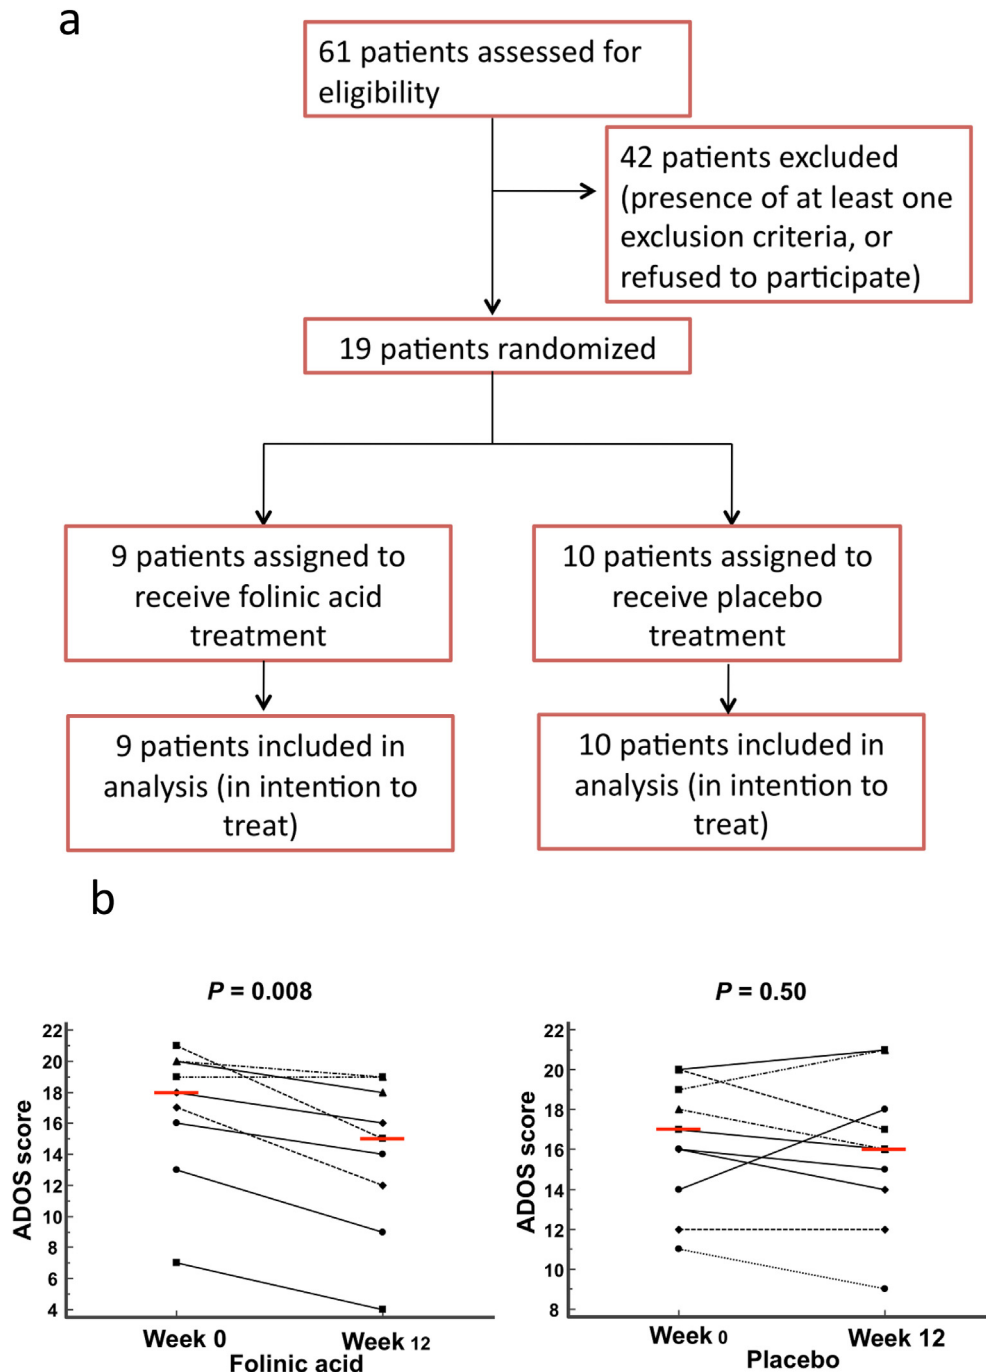 a
61 patients assessed for
eligibility
42 patients excluded
(presence of at least one
exclusion criteria, or
refused to participate)
19 patients randomized
9 patients assigned to
receive folinic acid
treatment
10 patients assigned to
receive placebo
treatment
9 patients included in
analysis (in intention to
treat)
10 patients included in
analysis (in intention to
treat)
b
P = 0.008
22
20
18
16
14
12
10
8
6
4
ADOS score
Week 0
Week 12
Folinic acid
P = 0.50
22
20
18
16
14
12
10
8
ADOS score
Week 0
Week 12
Placebo